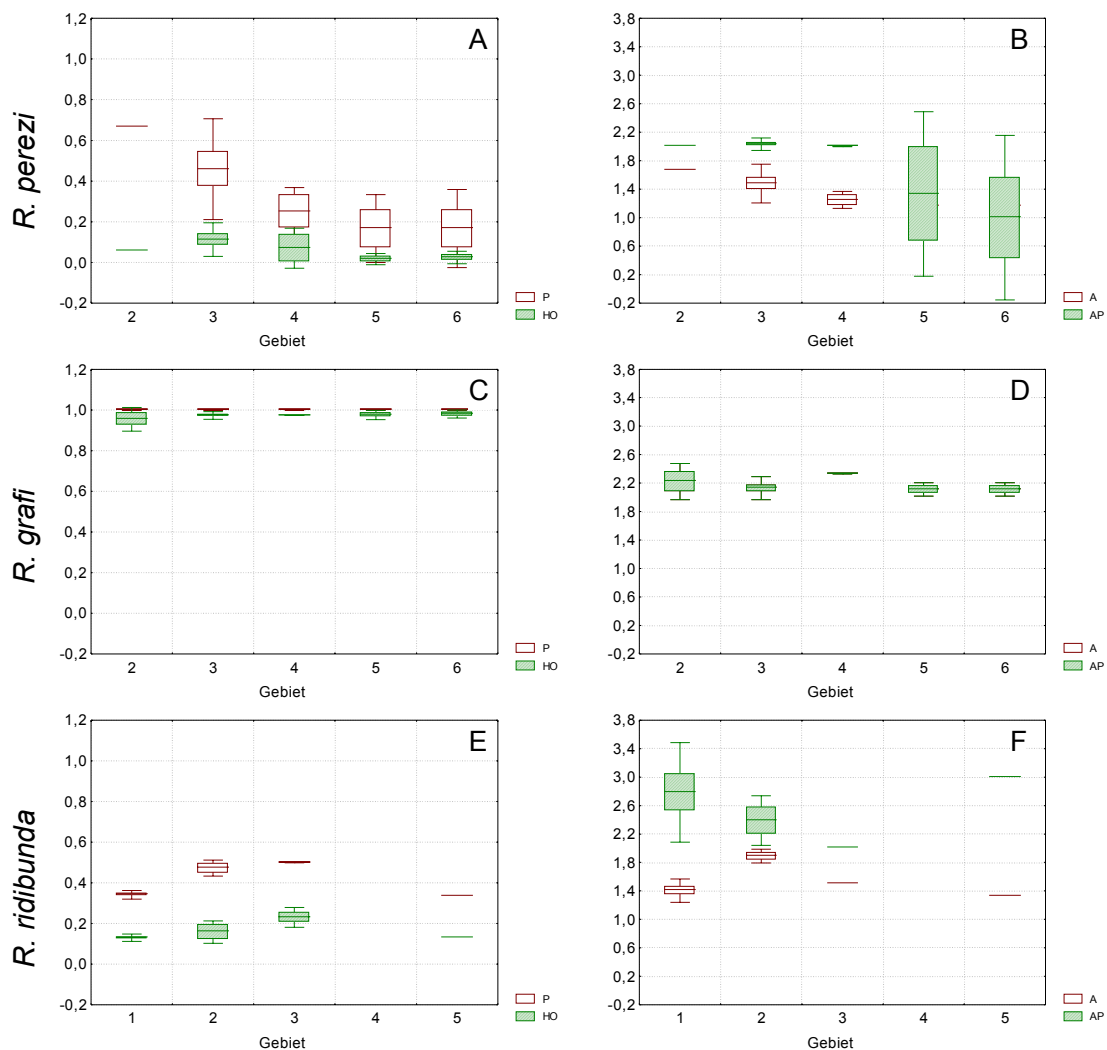 R. perezi
A
1,2
1,0
0,8
0,6
0,4
0,2
0,0
-0,2
2 3 4 5 6
Gebiet
P
HO
B
3,8
3,4
3,0
2,6
2,2
1,8
1,4
1,0
0,6
0,2
-0,2
2 3 4 5 6
Gebiet
A
AP
R. grafi
C
1,2
1,0
0,8
0,6
0,4
0,2
0,0
-0,2
2 3 4 5 6
Gebiet
P
HO
D
3,8
3,4
3,0
2,6
2,2
1,8
1,4
1,0
0,6
0,2
-0,2
2 3 4 5 6
Gebiet
A
AP
R. ridibunda
E
1,2
1,0
0,8
0,6
0,4
0,2
0,0
-0,2
1 2 3 4 5
Gebiet
P
HO
F
3,8
3,4
3,0
2,6
2,2
1,8
1,4
1,0
0,6
0,2
-0,2
1 2 3 4 5
Gebiet
A
AP